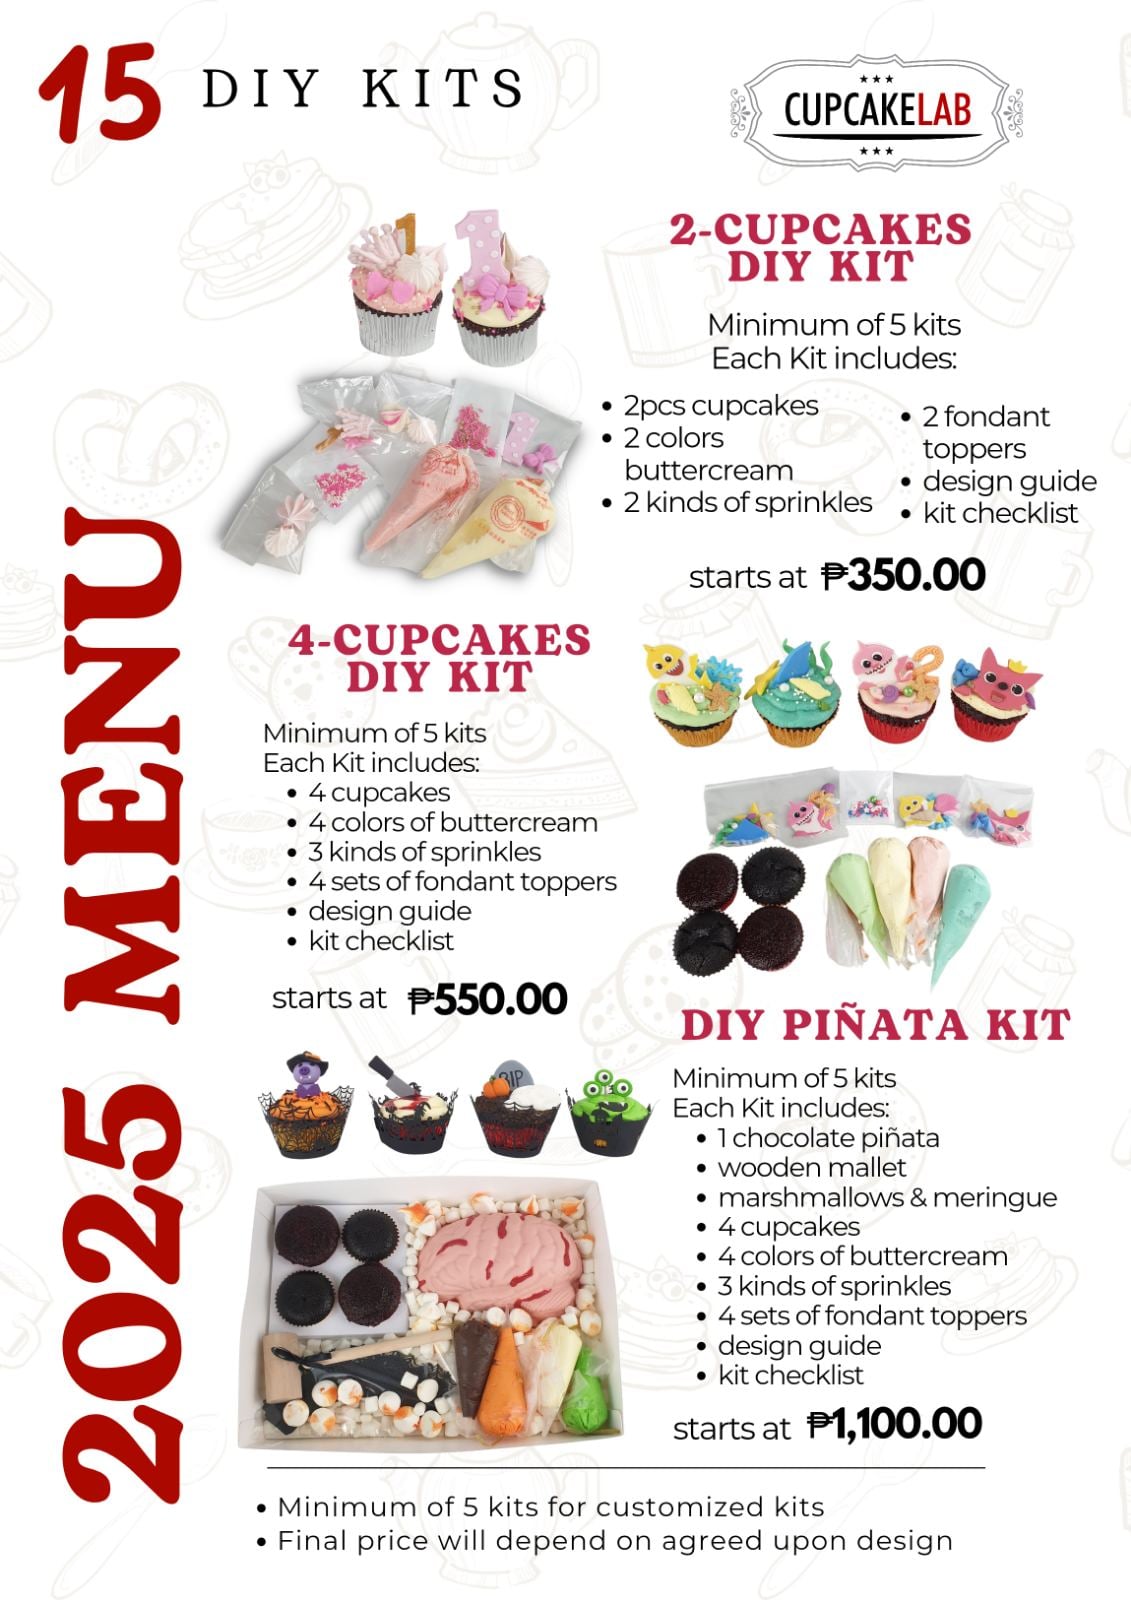 15 DIY KITS
★★★
CUPCAKELAB
★★★
2-CUPCAKES
DIY KIT
Minimum of 5 kits
Each Kit includes:
• 2pcs cupcakes
• 2 colors
buttercream
• 2 kinds of sprinkles
• 2 fondant
toppers
• design guide
• kit checklist
starts at ₱350.00
4-CUPCAKES
DIY KIT
Minimum of 5 kits
Each Kit includes:
• 4 cupcakes
• 4 colors of buttercream
• 3 kinds of sprinkles
• 4 sets of fondant toppers
• design guide
• kit checklist
starts at ₱550.00
RIP
DIY PIÑATA KIT
Minimum of 5 kits
Each Kit includes:
• 1 chocolate piñata
• wooden mallet
• marshmallows & meringue
• 4 cupcakes
• 4 colors of buttercream
• 3 kinds of sprinkles
• 4 sets of fondant toppers
• design guide
• kit checklist
starts at ₱1,100.00
2025 MENU
• Minimum of 5 kits for customized kits
• Final price will depend on agreed upon design